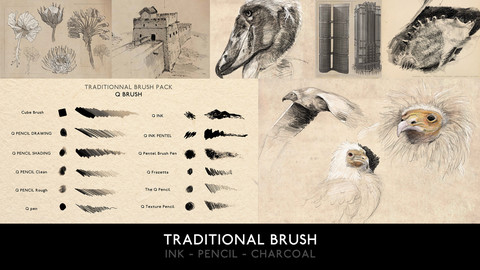 TRADITIONNAL BRUSH PACK
Q BRUSH
Cube Brush
Q INK
Q PENCIL DRAWING
Q INK PENTEL
Q PENCIL SHADING
Q Pentel Brush Pen
Q PENCIL Clean
Q Frazette
Q PENCIL Rough
The Q Pencil
Q pen
Q Texture Pencil
TRADITIONAL BRUSH
INK - PENCIL - CHARCOAL